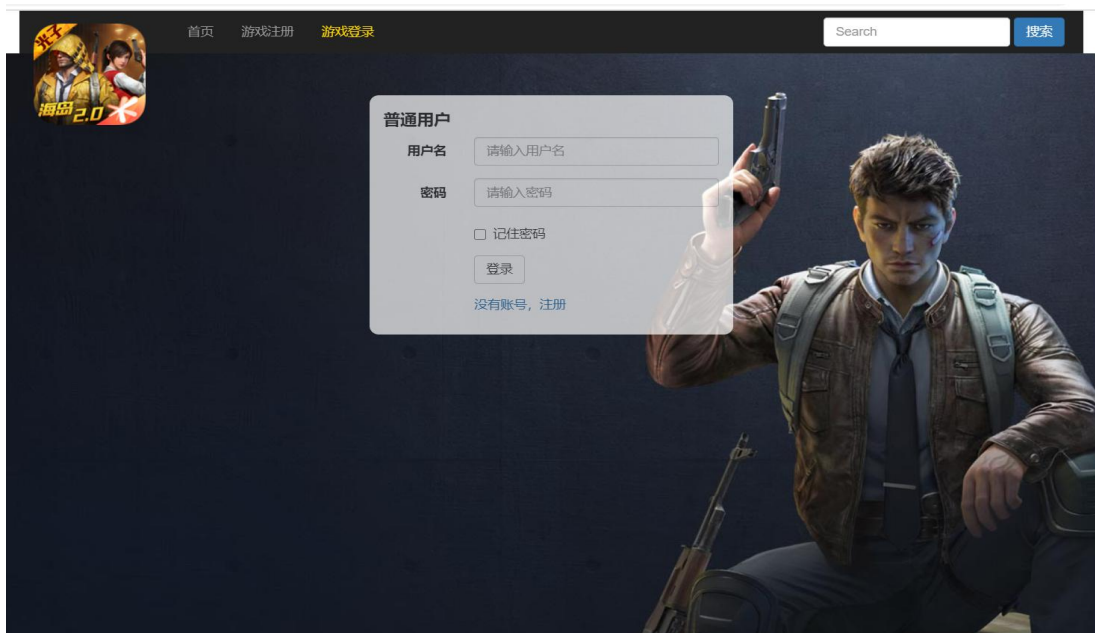 光子
海岛2.0
首页 游戏注册 游戏登录
Search 搜索
普通用户
用户名 请输入用户名
密码 请输入密码
记住密码
登录
没有账号，注册